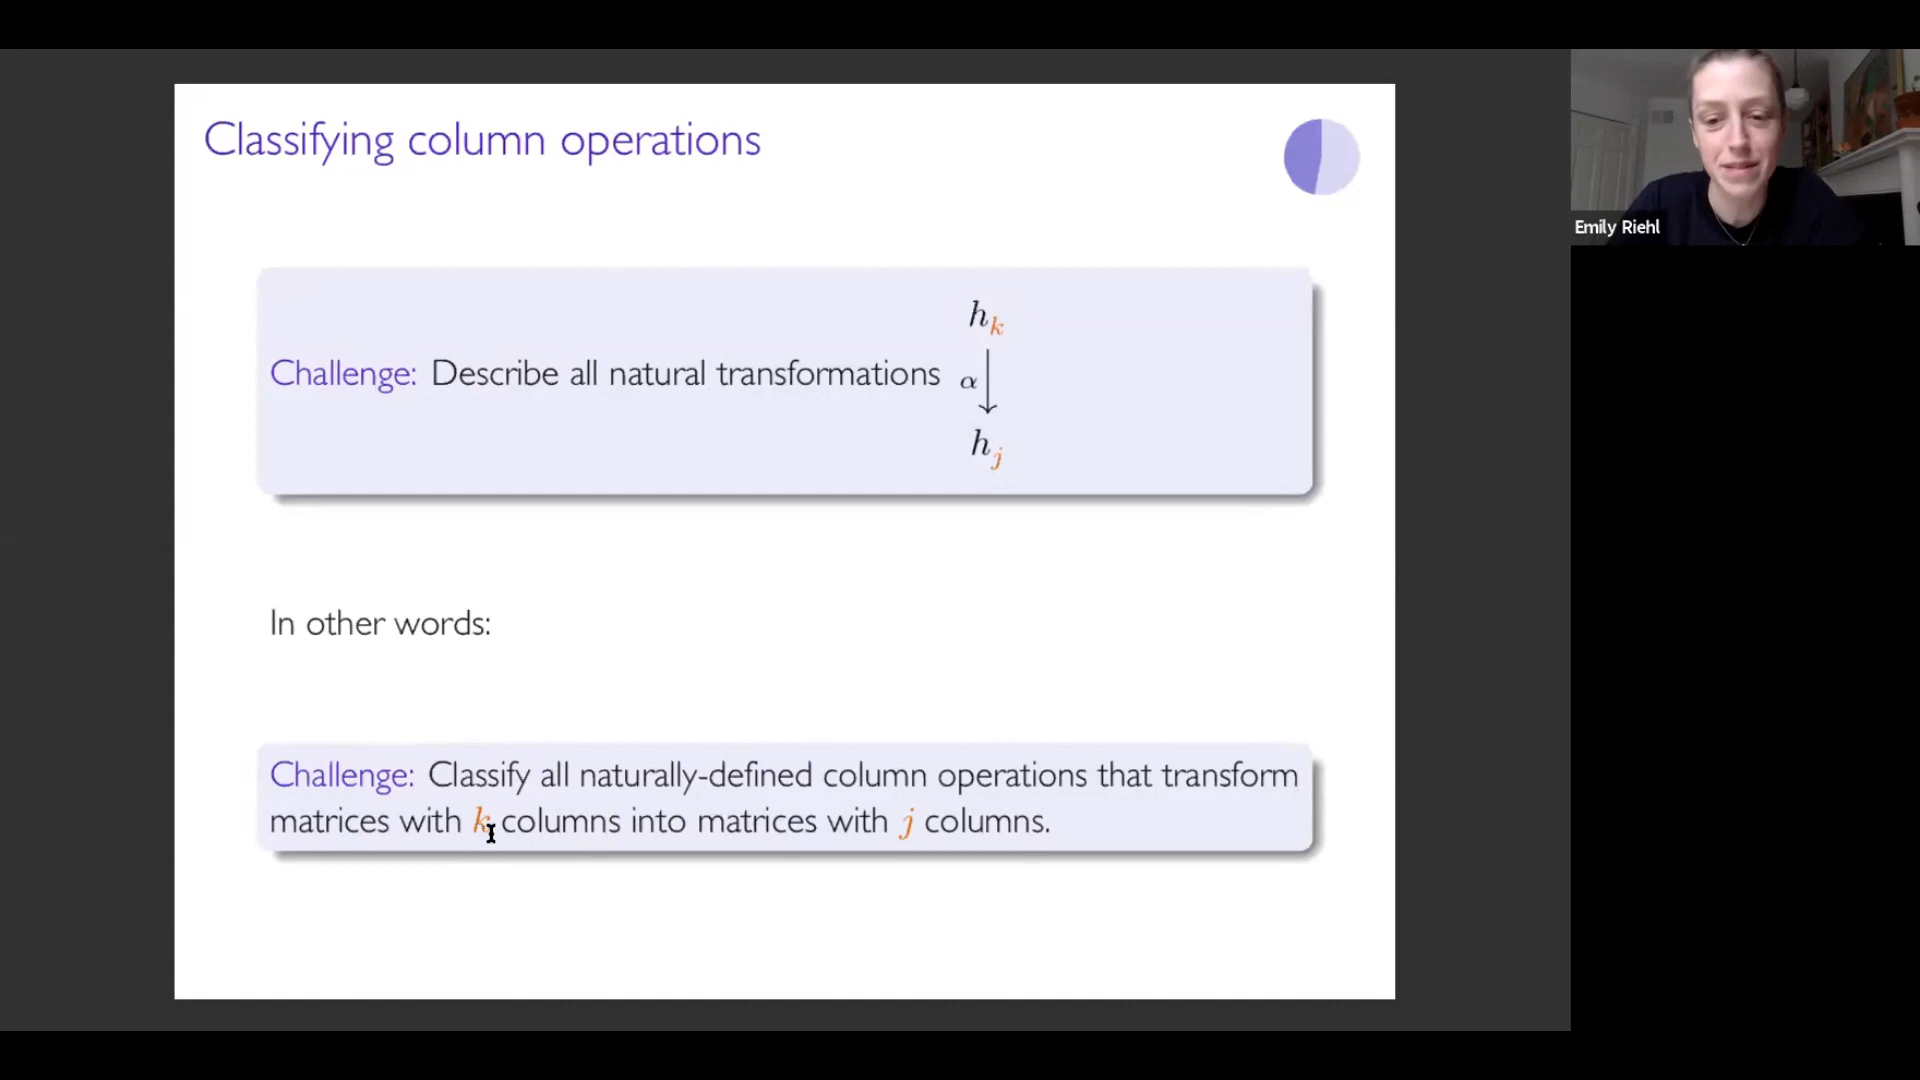 Classifying column operations
h_k
Challenge: Describe all natural transformations α
h_j
In other words:
Challenge: Classify all naturally-defined column operations that transform
matrices with k columns into matrices with j columns.
Emily Riehl